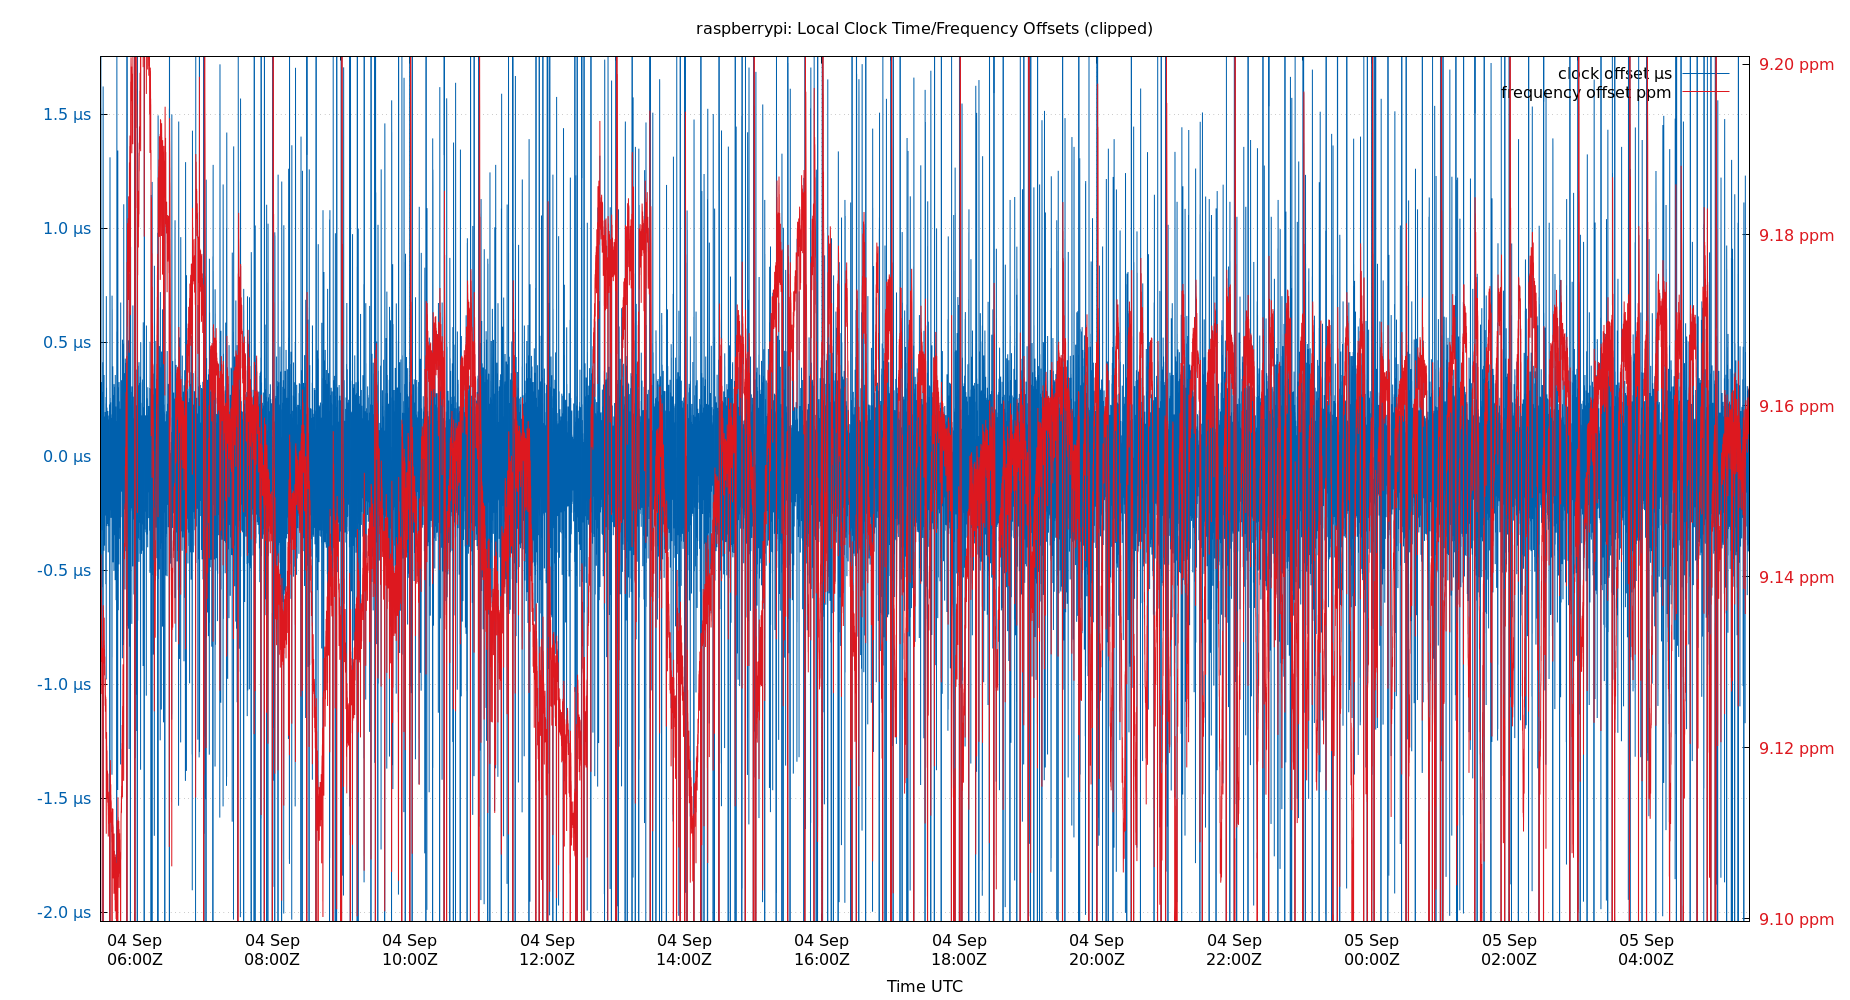 raspberrypi: Local Clock Time/Frequency Offsets (clipped)
clock offset µs
frequency offset ppm
1.5 µs
1.0 µs
0.5 µs
0.0 µs
-0.5 µs
-1.0 µs
-1.5 µs
-2.0 µs
9.20 ppm
9.18 ppm
9.16 ppm
9.14 ppm
9.12 ppm
9.10 ppm
04 Sep 04 Sep 04 Sep 04 Sep 04 Sep 04 Sep 04 Sep 04 Sep 04 Sep 05 Sep 05 Sep 05 Sep
06:00Z 08:00Z 10:00Z 12:00Z 14:00Z 16:00Z 18:00Z 20:00Z 22:00Z 00:00Z 02:00Z 04:00Z
Time UTC